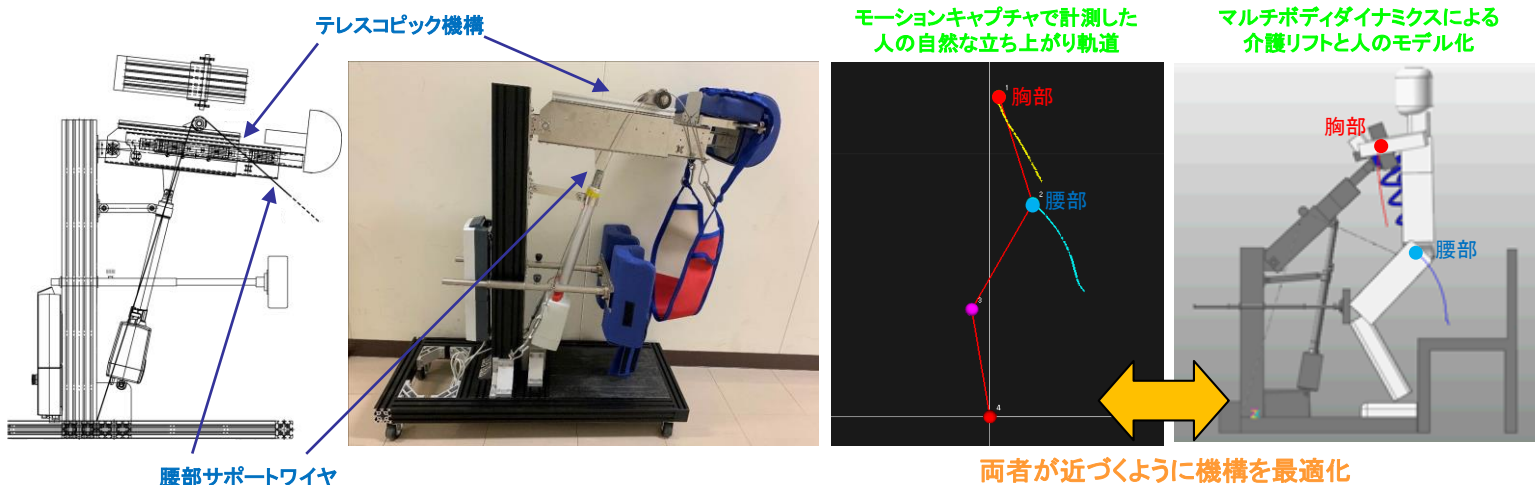 テレスコピック機構
腰部サポートワイヤ
モーションキャプチャで計測した
人の自然な立ち上がり軌道
1
胸部
2
腰部
3
4
マルチボディダイナミクスによる
介護リフトと人のモデル化
胸部
腰部
Z
両者が近づくように機構を最適化